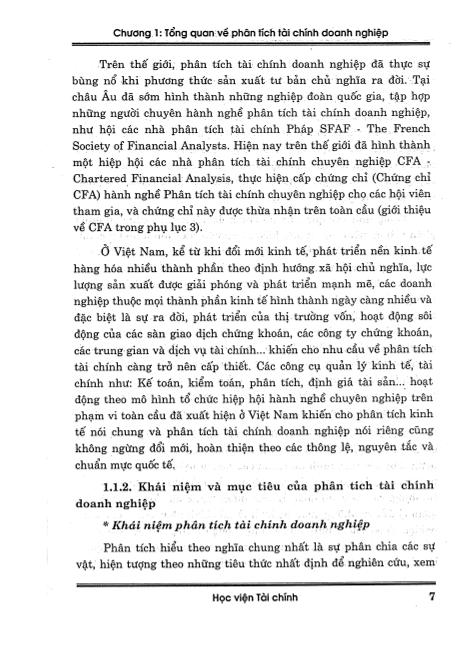 Chương 1: Tổng quan về phân tích tài chính doanh nghiệp
Trên thế giới, phân tích tài chính doanh nghiệp đã thực sự
bùng nổ khi phương thức sản xuất tư bản chủ nghĩa ra đời. Tại
châu Âu đã sớm hình thành những nghiệp đoàn quốc gia, tập hợp
những người chuyên hành nghề phân tích tài chính doanh nghiệp,
như hội các nhà phân tích tài chính Pháp SFAF - The French
Society of Financial Analysts. Hiện nay trên thế giới đã hình thành
một hiệp hội các nhà phân tích tài chính chuyên nghiệp CFA -
Chartered Financial Analysis, thực hiện cấp chứng chỉ (Chứng chỉ
CFA) hành nghề Phân tích tài chính chuyên nghiệp cho các hội viên
tham gia, và chứng chỉ này được thừa nhận trên toàn cầu (giới thiệu
về CFA trong phụ lục 3).
Ở Việt Nam, kể từ khi đổi mới kinh tế, phát triển nền kinh tế
hàng hóa nhiều thành phần theo định hướng xã hội chủ nghĩa, lực
lượng sản xuất được giải phóng và phát triển mạnh mẽ, các doanh
nghiệp thuộc mọi thành phần kinh tế hình thành ngày càng nhiều và
đặc biệt là sự ra đời, phát triển của thị trường vốn, hoạt động sôi
động của các sàn giao dịch chứng khoán, các công ty chứng khoán,
các trung gian và dịch vụ tài chính... khiến cho nhu cầu về phân tích
tài chính càng trở nên cấp thiết. Các công cụ quản lý kinh tế, tài
chính như: Kế toán, kiểm toán, phân tích, định giá tài sản... hoạt
động theo mô hình tổ chức hiệp hội hành nghề chuyên nghiệp trên
phạm vi toàn cầu đã xuất hiện ở Việt Nam khiến cho phân tích kinh
tế nói chung và phân tích tài chính doanh nghiệp nói riêng cũng
không ngừng đổi mới, hoàn thiện theo các thông lệ, nguyên tắc và
chuẩn mực quốc tế.
1.1.2. Khái niệm và mục tiêu của phân tích tài chính
doanh nghiệp
* Khái niệm phân tích tài chính doanh nghiệp
Phân tích hiểu theo nghĩa chung nhất là sự phân chia các sự
vật, hiện tượng theo những tiêu thức nhất định để nghiên cứu, xem
Học viện Tài chính 7